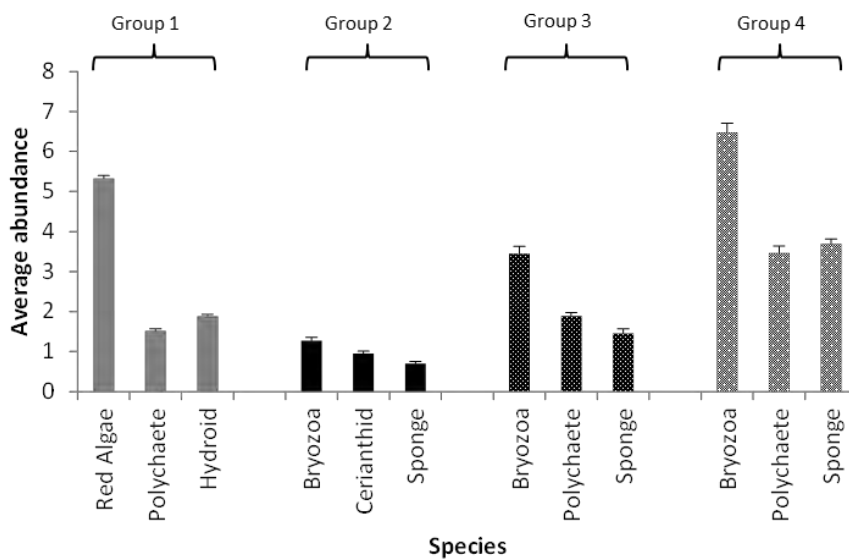 Group 1
Group 2
Group 3
Group 4
Average abundance
8
7
6
5
4
3
2
1
0
Red Algae
Polychaete
Hydroid
Bryozoa
Cerianthid
Sponge
Bryozoa
Polychaete
Sponge
Bryozoa
Polychaete
Sponge
Species